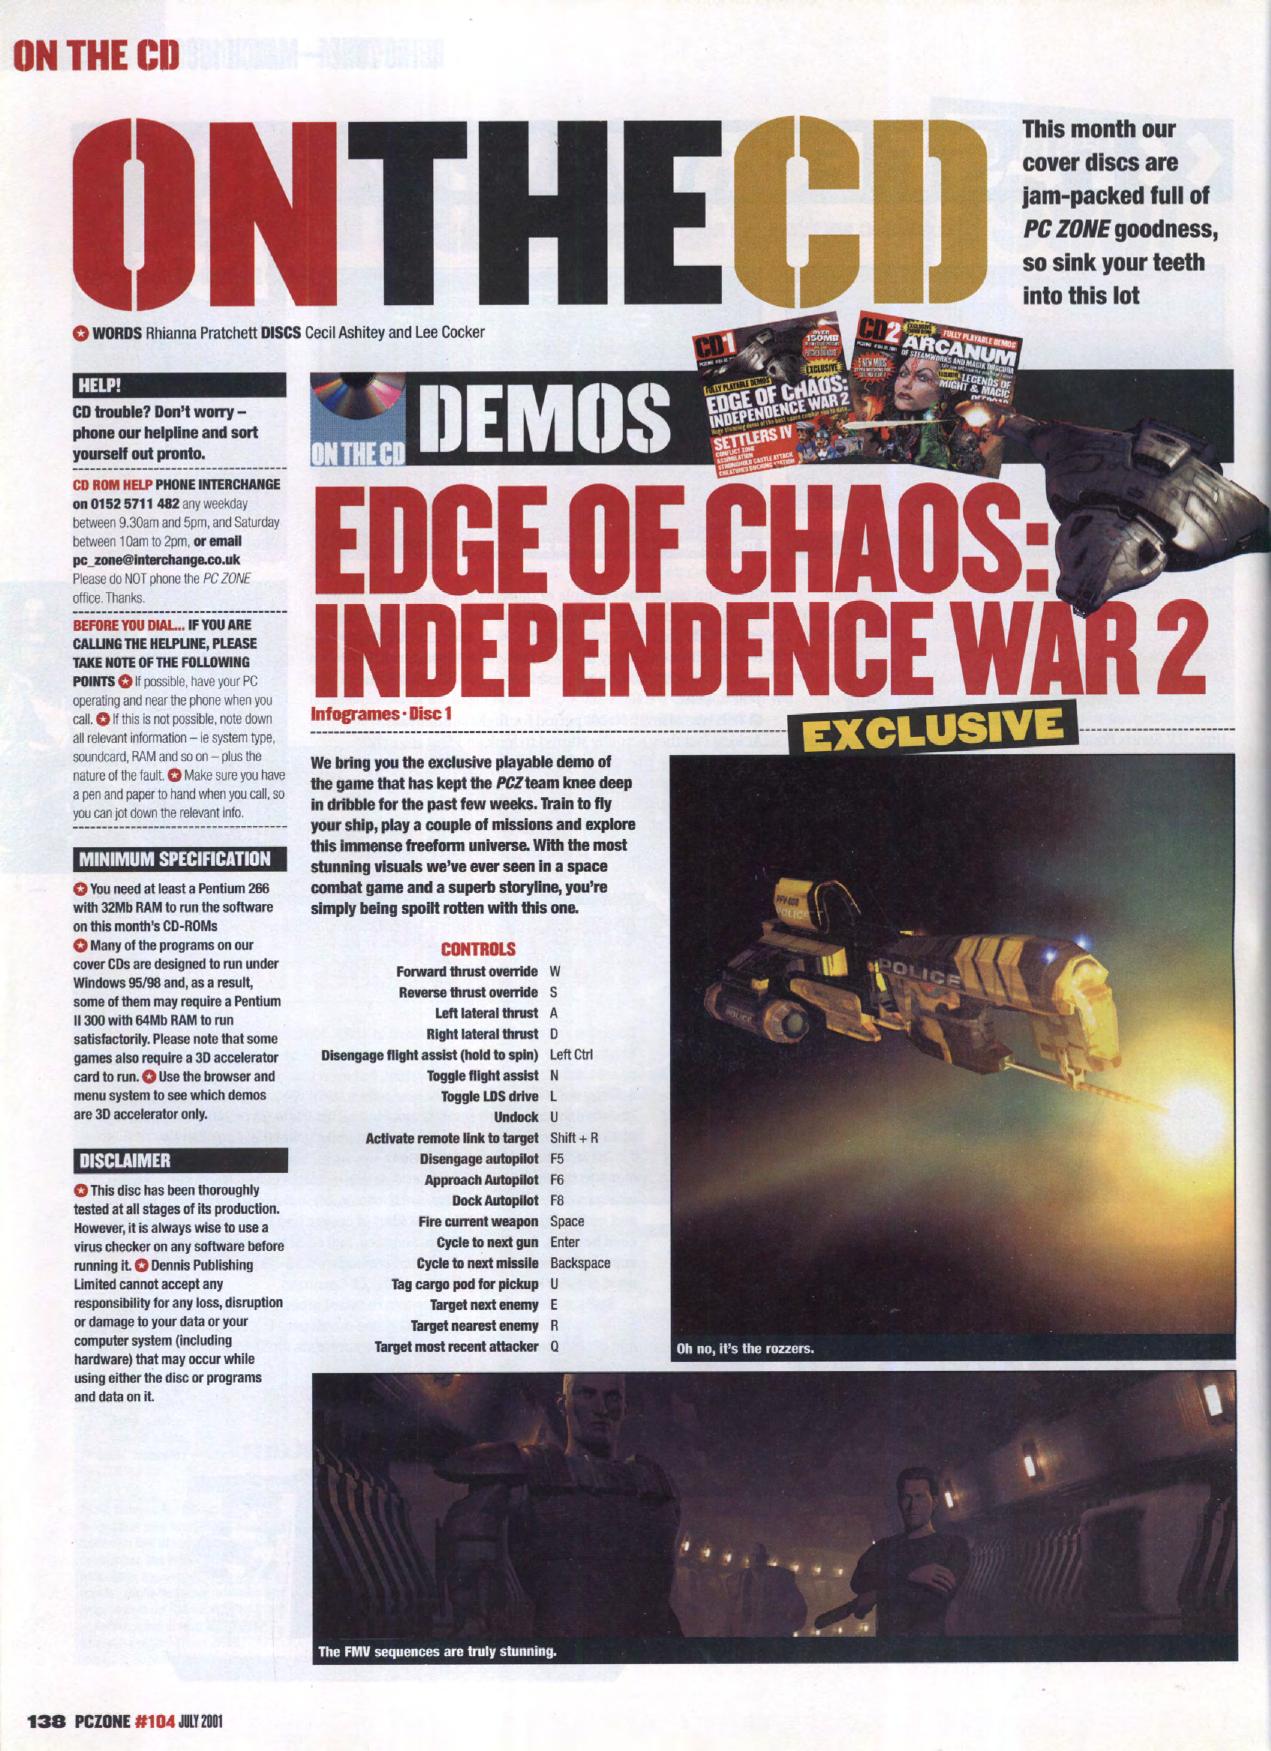 ON THE CD
ONTHECD
This month our
cover discs are
jam-packed full of
PC ZONE goodness,
so sink your teeth
into this lot
WORDS Rhianna Pratchett DISCS Cecil Ashitey and Lee Cocker
HELP!
CD trouble? Don't worry –
phone our helpline and sort
yourself out pronto.
CD ROM HELP PHONE INTERCHANGE
on 0152 5711 482 any weekday
between 9.30am and 5pm, and Saturday
between 10am to 2pm, or email
pc_zone@interchange.co.uk
Please do NOT phone the PC ZONE
office. Thanks.
BEFORE YOU DIAL... IF YOU ARE
CALLING THE HELPLINE, PLEASE
TAKE NOTE OF THE FOLLOWING
POINTS If possible, have your PC
operating and near the phone when you
call. If this is not possible, note down
all relevant information – ie system type,
soundcard, RAM and so on – plus the
nature of the fault. Make sure you have
a pen and paper to hand when you call, so
you can jot down the relevant info.
MINIMUM SPECIFICATION
You need at least a Pentium 266
with 32Mb RAM to run the software
on this month's CD-ROMs
Many of the programs on our
cover CDs are designed to run under
Windows 95/98 and, as a result,
some of them may require a Pentium
II 300 with 64Mb RAM to run
satisfactorily. Please note that some
games also require a 3D accelerator
card to run. Use the browser and
menu system to see which demos
are 3D accelerator only.
DISCLAIMER
This disc has been thoroughly
tested at all stages of its production.
However, it is always wise to use a
virus checker on any software before
running it. Dennis Publishing
Limited cannot accept any
responsibility for any loss, disruption
or damage to your data or your
computer system (including
hardware) that may occur while
using either the disc or programs
and data on it.
ON THE CD
DEMOS
CD1
OVER
150MB
EXCLUSIVE
FULLY PLAYABLE DEMOS
EDGE OF CHAOS:
INDEPENDENCE WAR 2
SETTLERS IV
CONFLICT ZONE
STRONGHOLD CASTLE ATTACK
CD2
FULLY PLAYABLE DEMOS
ARCANUM
OF STEAMWORKS AND MAGICK OBSCURA
LEGENDS OF
MIGHT & MAGIC
EDGE OF CHAOS:
INDEPENDENCE WAR 2
Infogrames · Disc 1
EXCLUSIVE
We bring you the exclusive playable demo of
the game that has kept the PCZ team knee deep
in dribble for the past few weeks. Train to fly
your ship, play a couple of missions and explore
this immense freeform universe. With the most
stunning visuals we've ever seen in a space
combat game and a superb storyline, you're
simply being spoilt rotten with this one.
CONTROLS
Forward thrust override W
Reverse thrust override S
Left lateral thrust A
Right lateral thrust D
Disengage flight assist (hold to spin) Left Ctrl
Toggle flight assist N
Toggle LDS drive L
Undock U
Activate remote link to target Shift + R
Disengage autopilot F5
Approach Autopilot F6
Dock Autopilot F8
Fire current weapon Space
Cycle to next gun Enter
Cycle to next missile Backspace
Tag cargo pod for pickup U
Target next enemy E
Target nearest enemy R
Target most recent attacker Q
POLICE
POLICE
POLICE
Oh no, it's the rozzers.
The FMV sequences are truly stunning.
138 PCZONE #104 JULY 2001